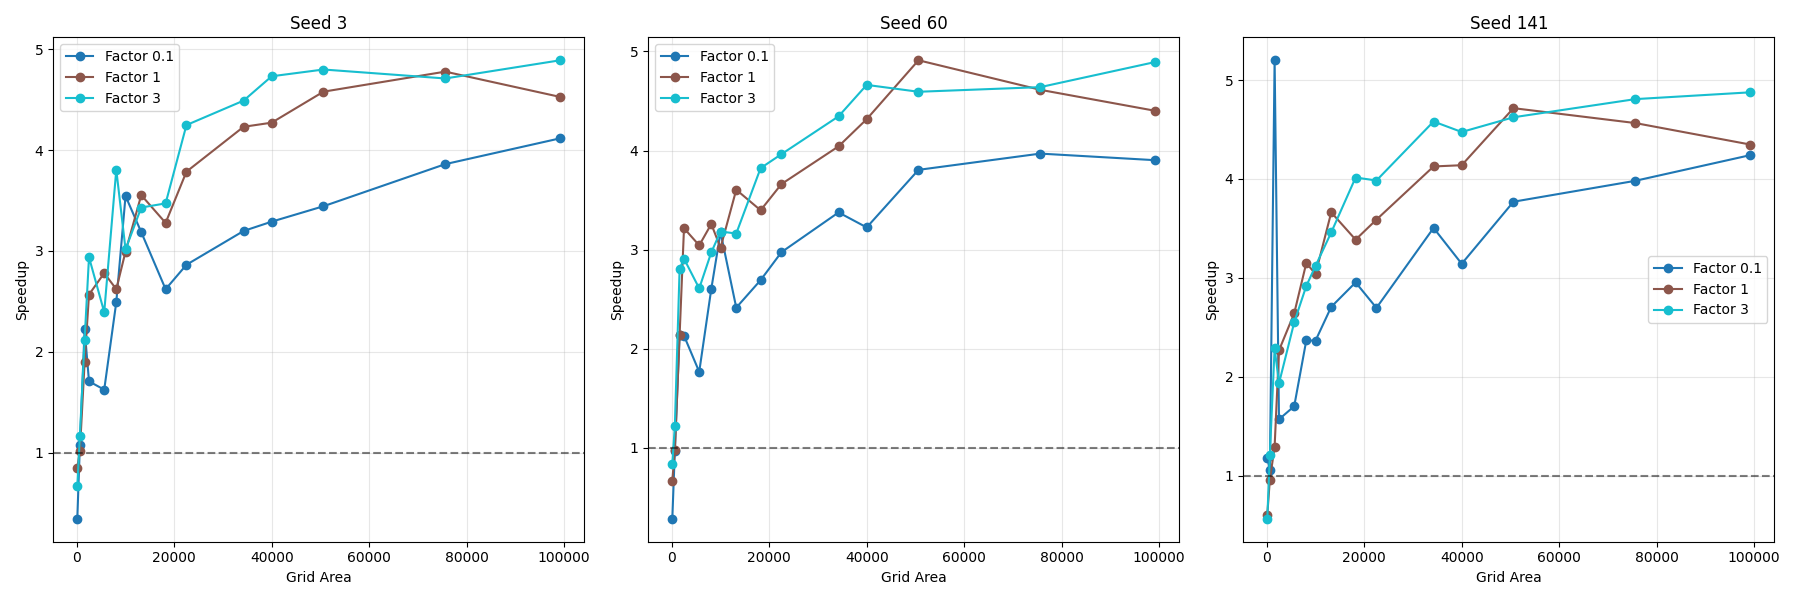 Seed 3
5
4
3
2
1
Speedup
Factor 0.1
Factor 1
Factor 3
0 20000 40000 60000 80000 100000
Grid Area
Seed 60
5
4
3
2
1
Speedup
Factor 0.1
Factor 1
Factor 3
0 20000 40000 60000 80000 100000
Grid Area
Seed 141
5
4
3
2
1
Speedup
Factor 0.1
Factor 1
Factor 3
0 20000 40000 60000 80000 100000
Grid Area